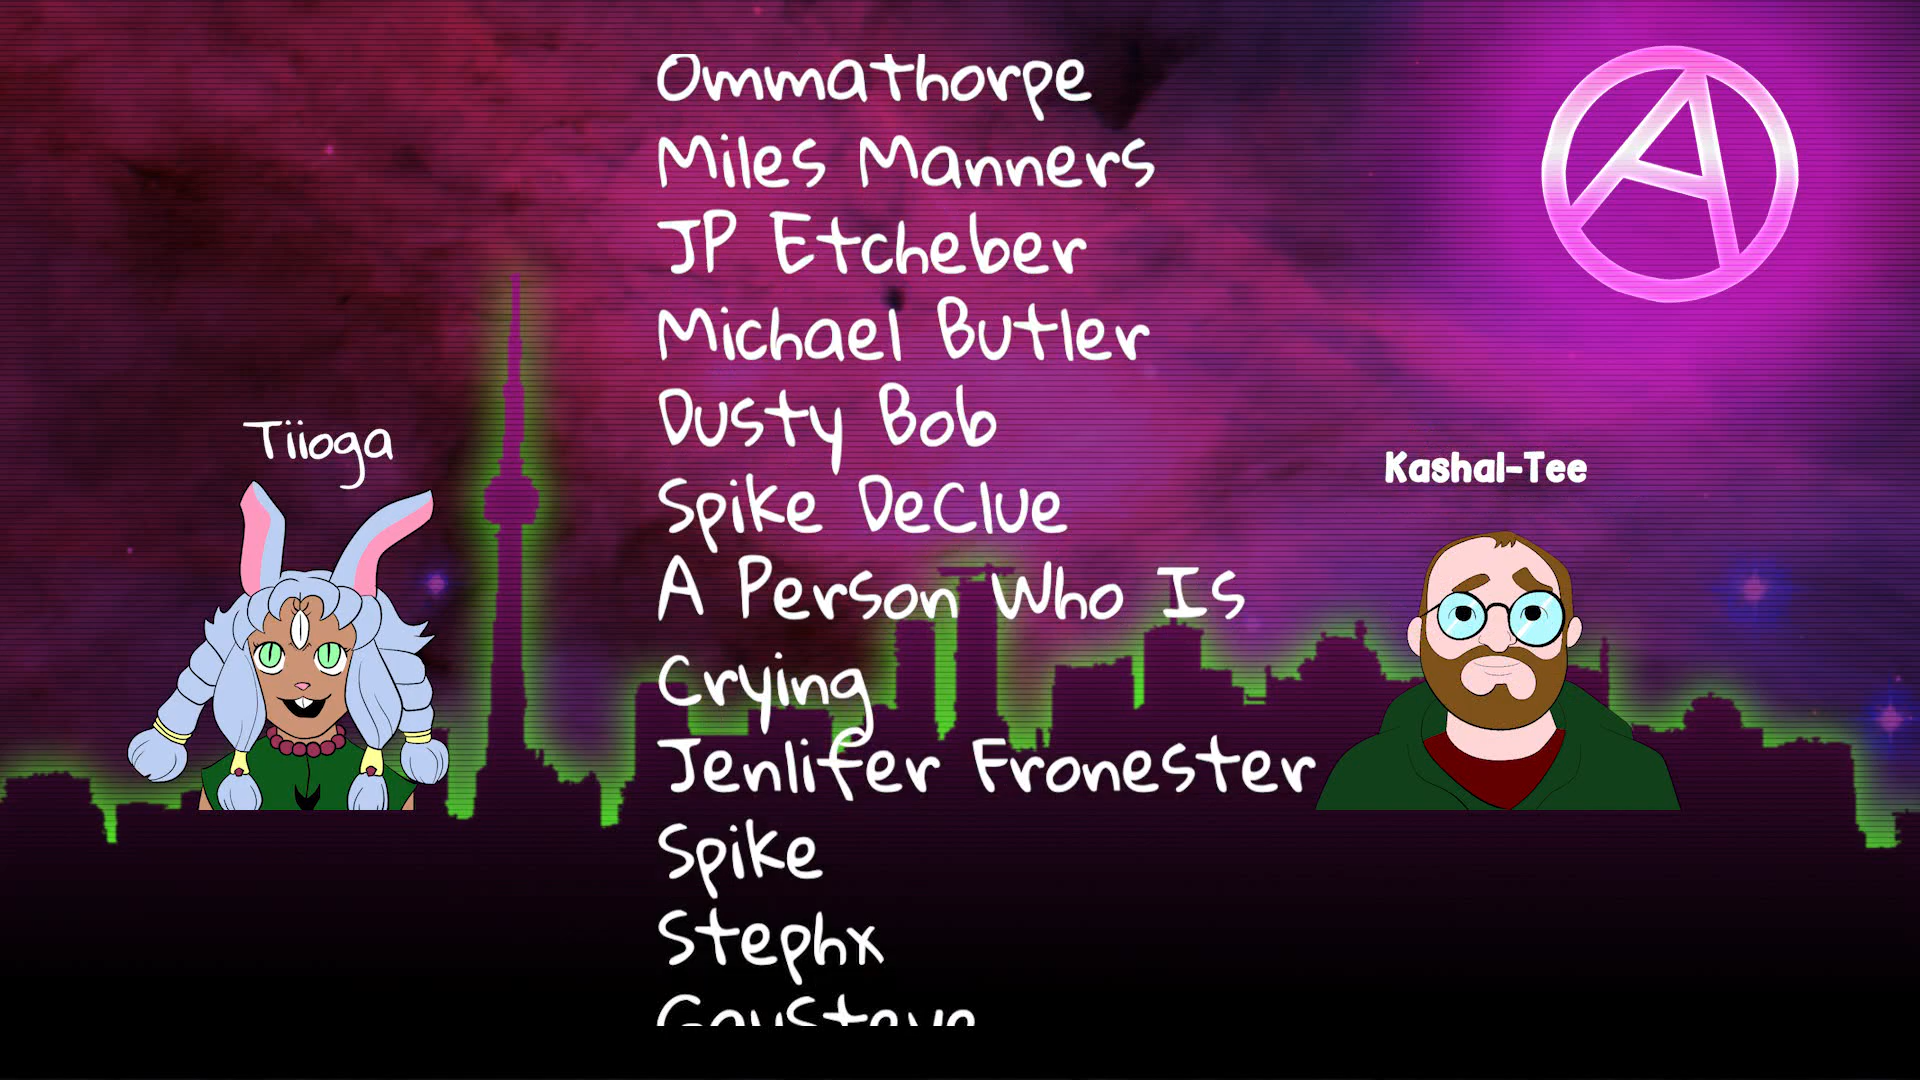 Ommathorpe
Miles Manners
JP Etcheber
Michael Butler
Dusty Bob
Spike DeClue
A Person Who Is
Crying
Jenlifer Fronester
Spike
Stephx
GaySteve
Tiioga
Kashal-Tee